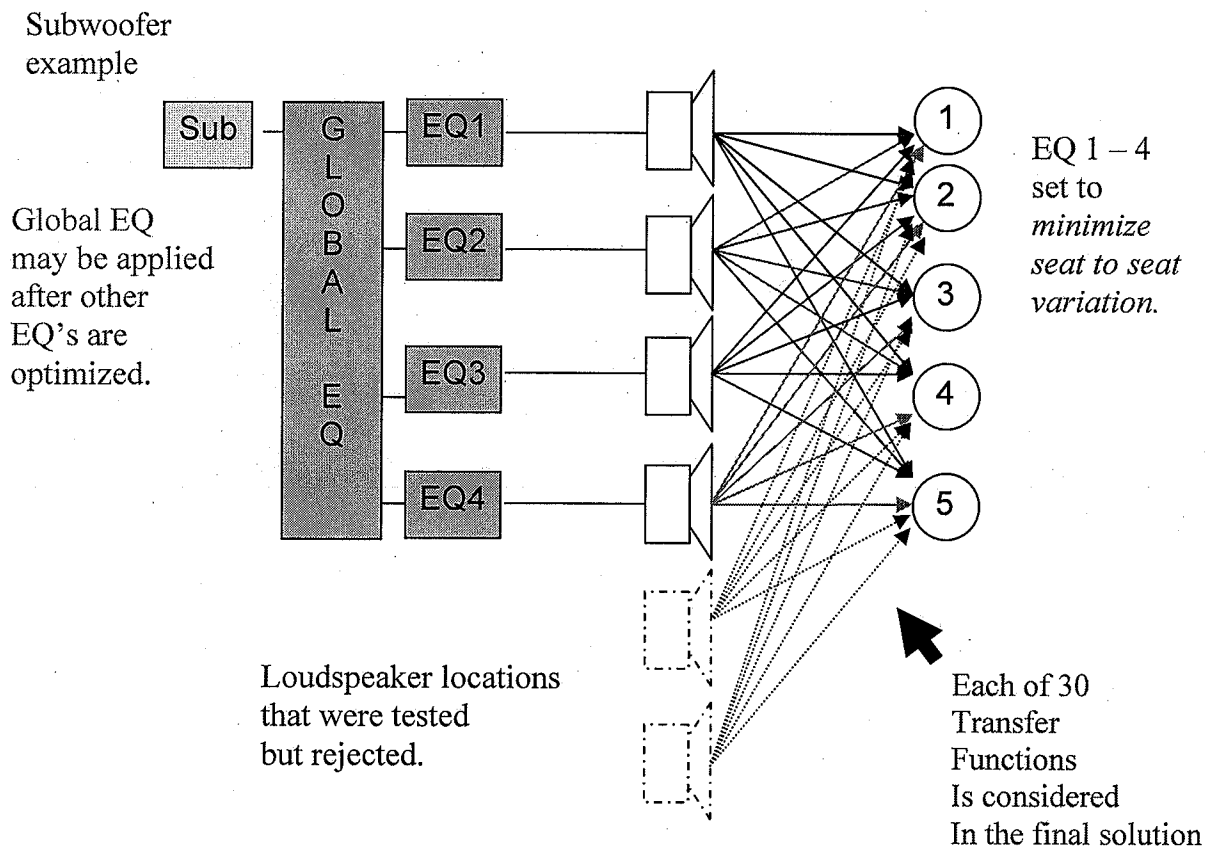 Subwoofer
example
Sub
GLOBAL EQ
EQ1
EQ2
EQ3
EQ4
1
2
3
4
5
EQ 1 – 4
set to
minimize
seat to seat
variation.
Global EQ
may be applied
after other
EQ's are
optimized.
Loudspeaker locations
that were tested
but rejected.
Each of 30
Transfer
Functions
Is considered
In the final solution